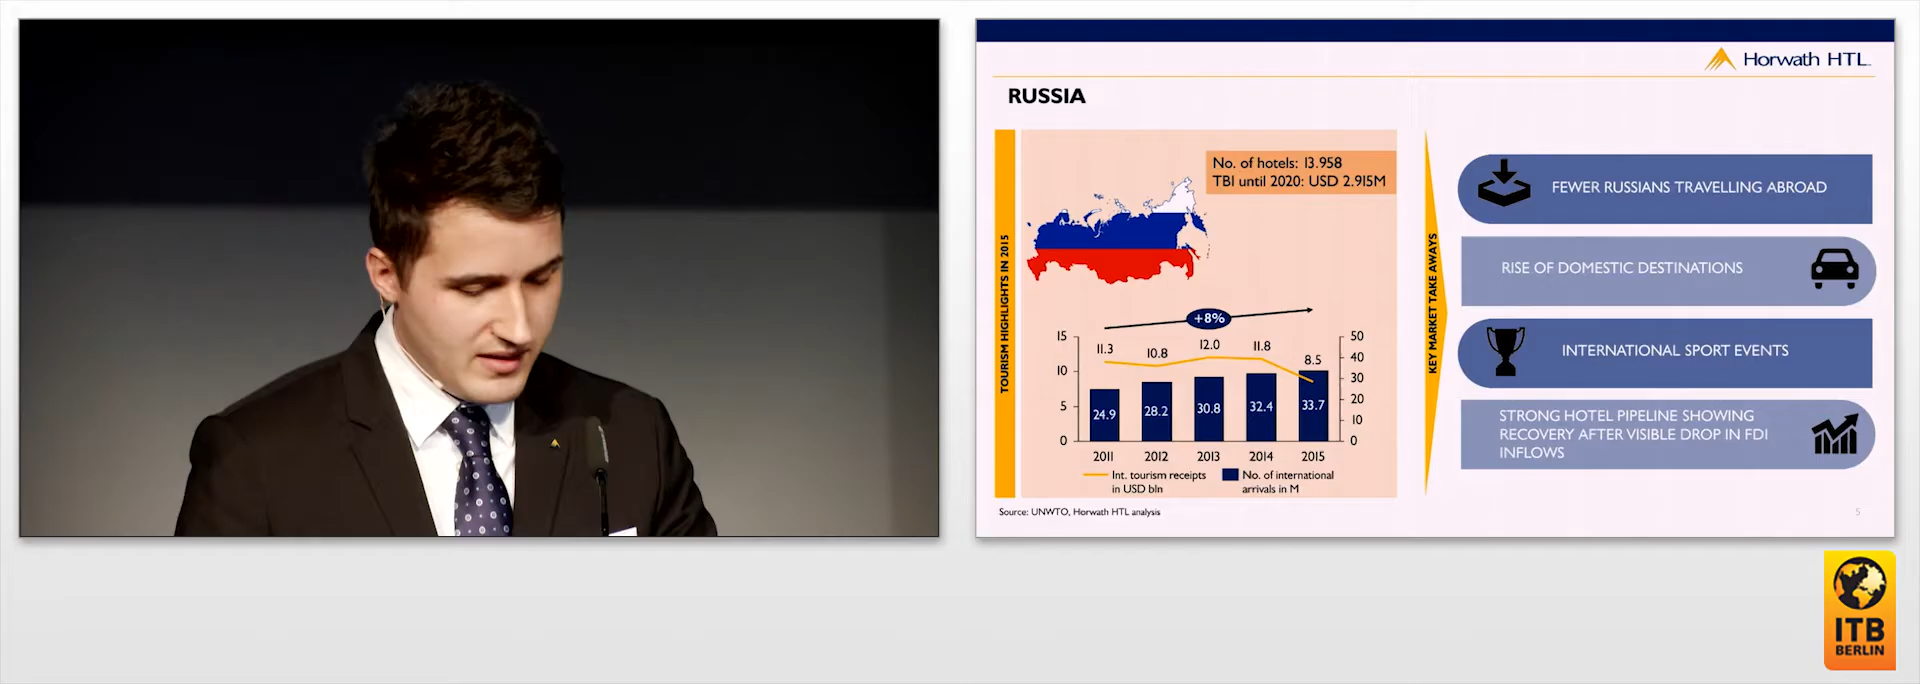 Horwath HTL
RUSSIA
TOURISM HIGHLIGHTS IN 2015
No. of hotels: 13.958
TBI until 2020: USD 2.915M
+8%
15
10
5
0
50
40
30
20
10
0
11.3
10.8
12.0
11.8
8.5
24.9
28.2
30.8
32.4
33.7
2011
2012
2013
2014
2015
Int. tourism receipts
in USD bln
No. of international
arrivals in M
Source: UNWTO, Horwath HTL analysis
KEY MARKET TAKE AWAYS
FEWER RUSSIANS TRAVELLING ABROAD
RISE OF DOMESTIC DESTINATIONS
INTERNATIONAL SPORT EVENTS
STRONG HOTEL PIPELINE SHOWING
RECOVERY AFTER VISIBLE DROP IN FDI
INFLOWS
5
ITB
BERLIN